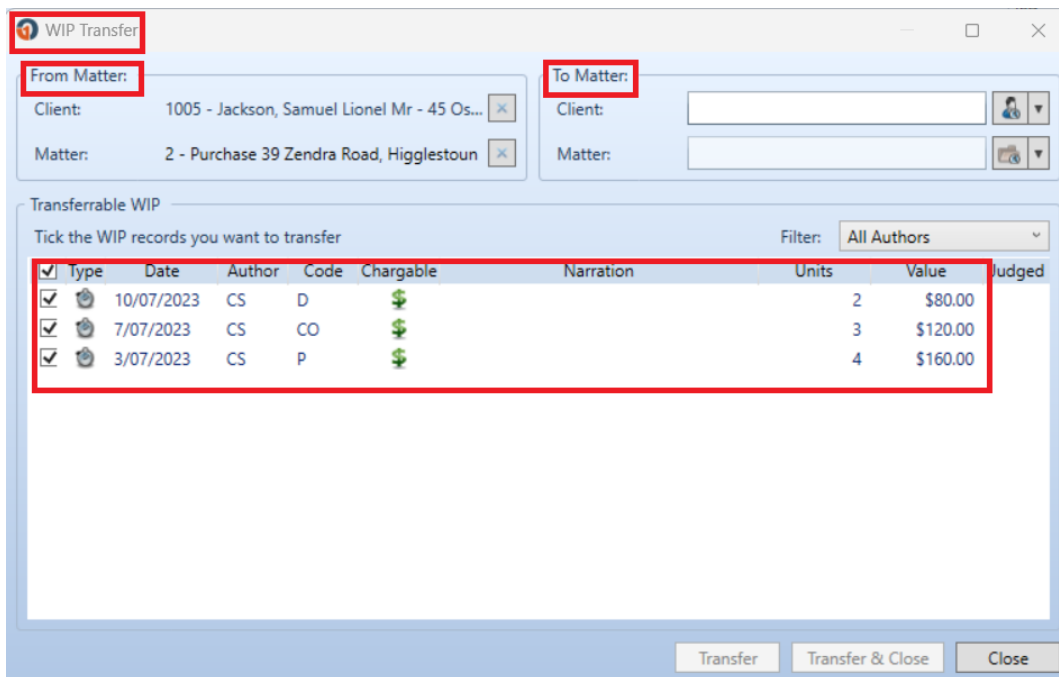 WIP Transfer
From Matter:
Client: 1005 - Jackson, Samuel Lionel Mr - 45 Os...
Matter: 2 - Purchase 39 Zendra Road, Higglestoun
To Matter:
Client:
Matter:
Transferrable WIP
Tick the WIP records you want to transfer Filter: All Authors
Type Date Author Code Chargable Narration Units Value Judged
10/07/2023 CS D 2 $80.00
7/07/2023 CS CO 3 $120.00
3/07/2023 CS P 4 $160.00
Transfer Transfer & Close Close